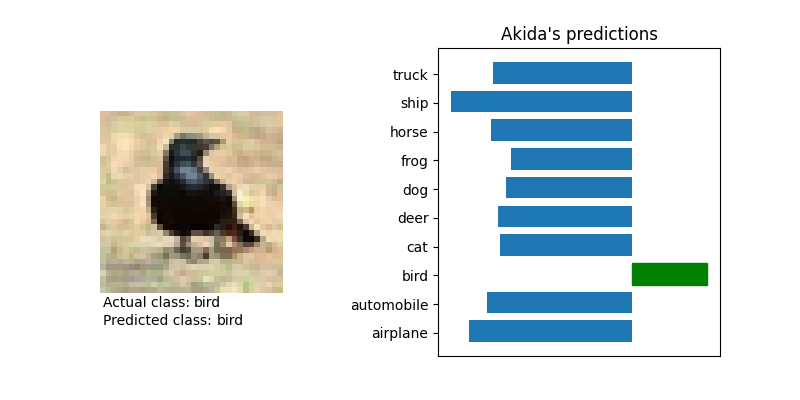 Akida's predictions
truck
ship
horse
frog
dog
deer
cat
bird
automobile
airplane
Actual class: bird
Predicted class: bird